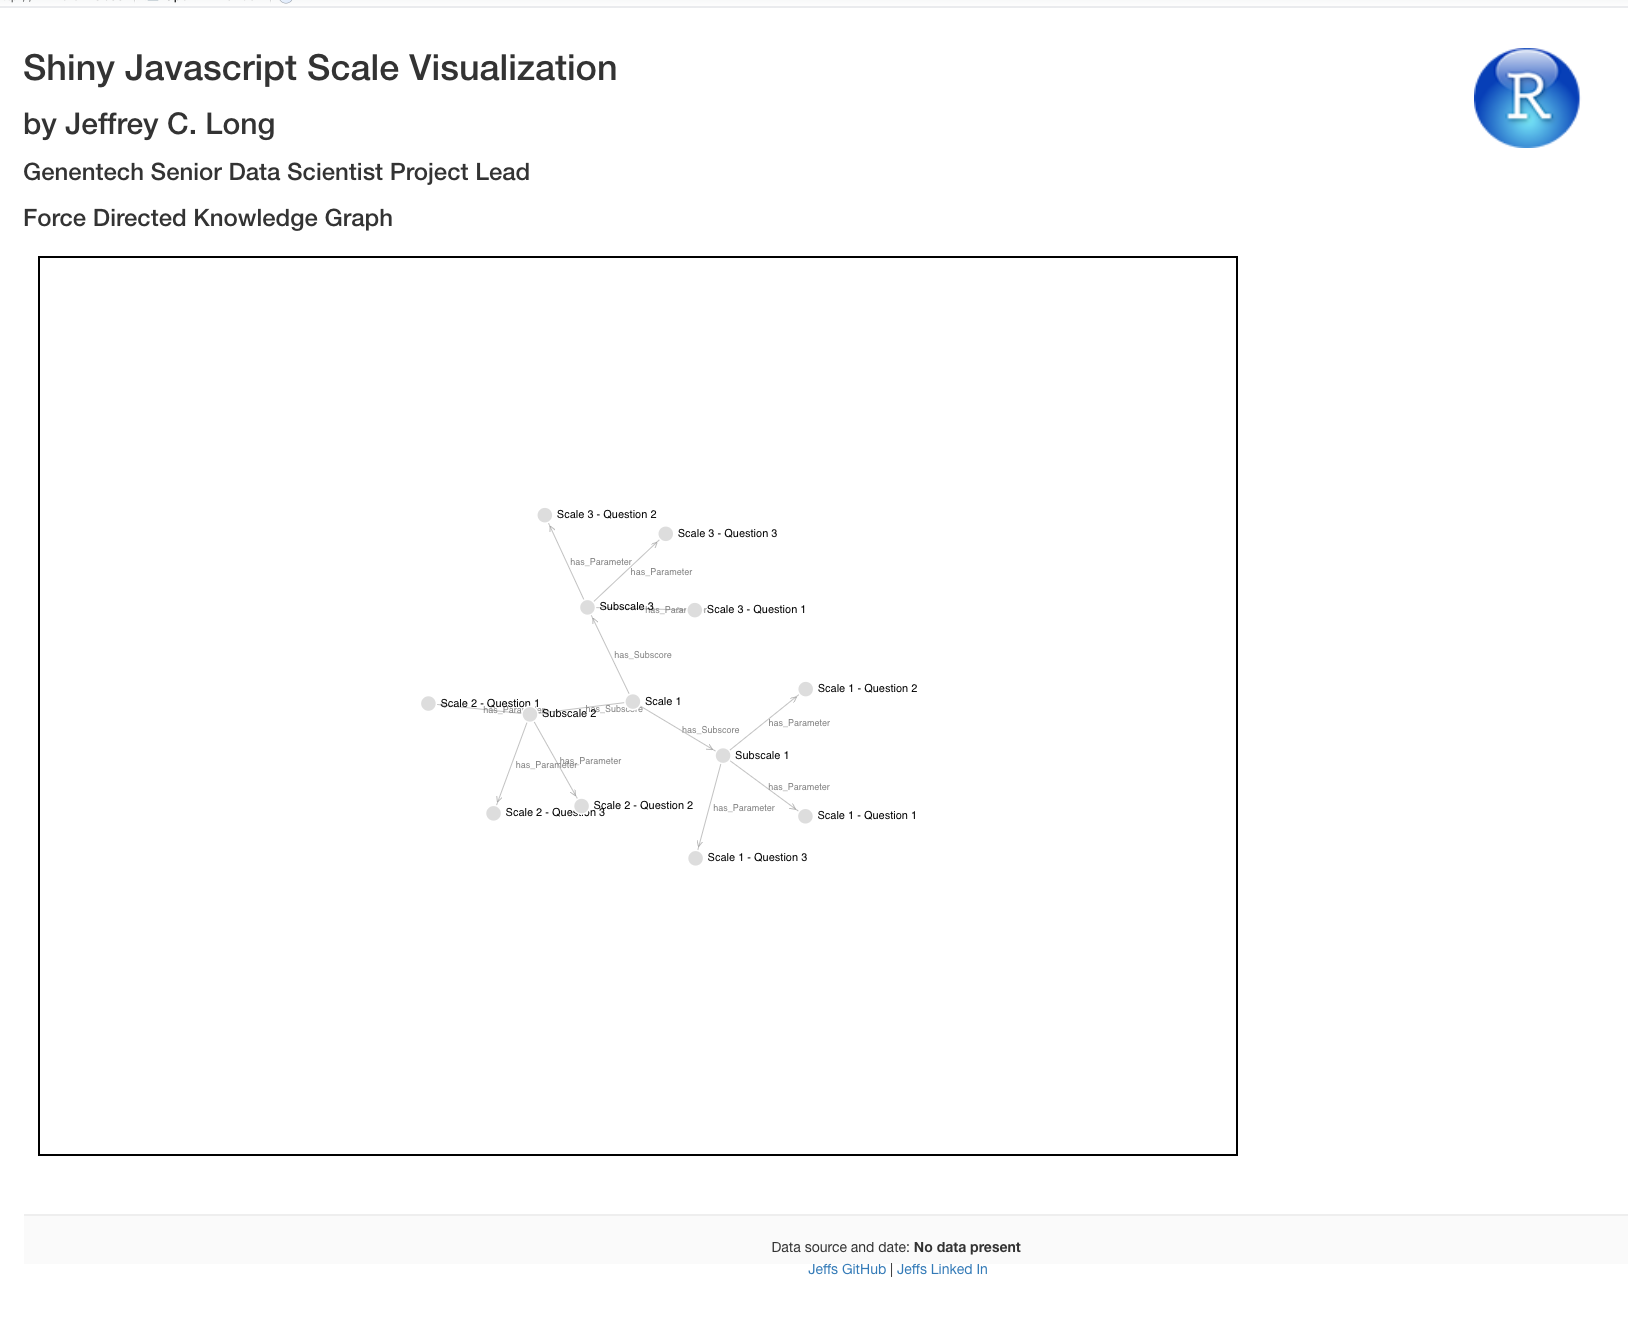 Shiny Javascript Scale Visualization
by Jeffrey C. Long
Genentech Senior Data Scientist Project Lead
Force Directed Knowledge Graph
R
Scale 3 - Question 2
Scale 3 - Question 3
has_Parameter
has_Parameter
Subscale 3
Scale 3 - Question 1
has_Subscore
Scale 1 - Question 2
Scale 2 - Question 1
Scale 1
has_Subscore
Subscale 2
has_Parameter
has_Subscore
Subscale 1
has_Parameter
has_Parameter
has_Parameter
Scale 2 - Question 2
has_Parameter
Scale 2 - Question 3
Scale 1 - Question 1
Scale 1 - Question 3
Data source and date: No data present
Jeffs GitHub | Jeffs Linked In